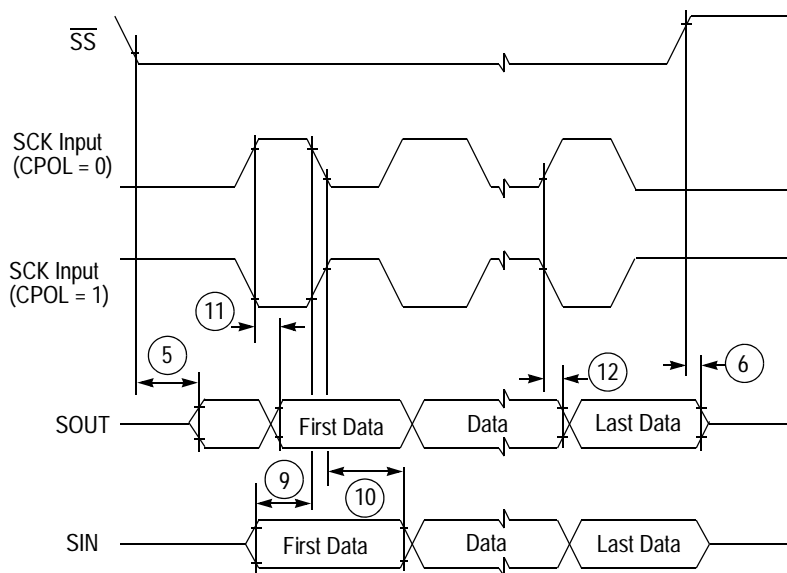 SS
SCK Input
(CPOL = 0)
SCK Input
(CPOL = 1)
11
5
12
6
SOUT
First Data
Data
Last Data
9
10
SIN
First Data
Data
Last Data